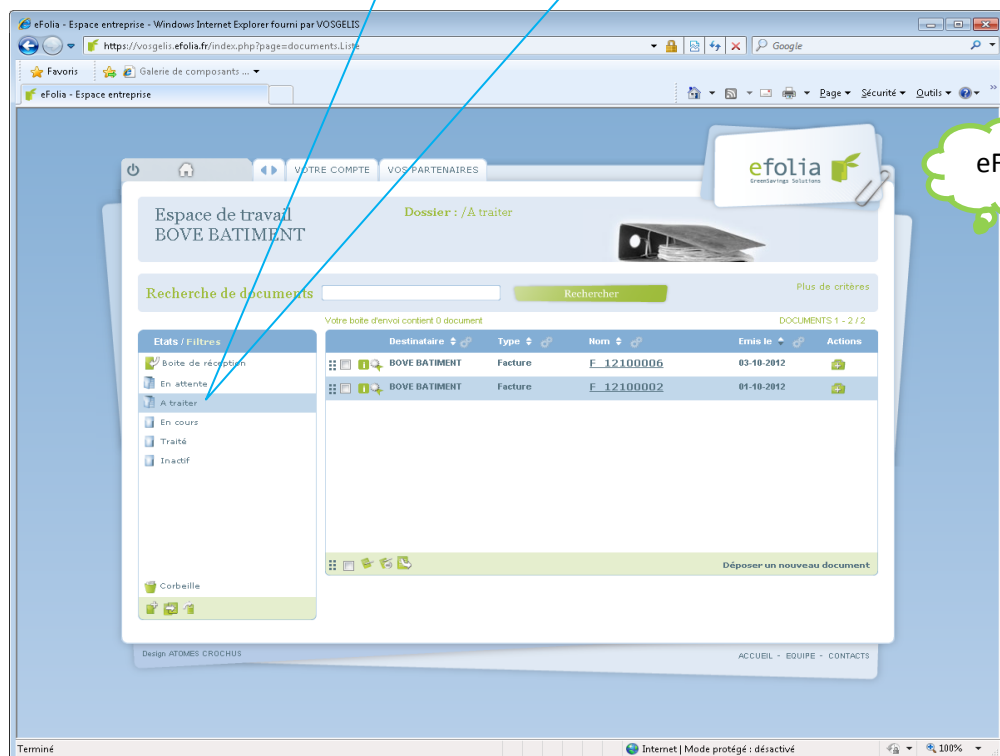 eFolia - Espace entreprise - Windows Internet Explorer fourni par VOSGELIS
https://vosgelis.efolia.fr/index.php?page=documents.Liste
Google
Favoris Galerie de composants ...
eFolia - Espace entreprise
Page Sécurité Outils
eF
VOTRE COMPTE VOS PARTENAIRES
efolia
GreenSavings Solutions
Espace de travail
BOVE BATIMENT
Dossier : /A traiter
Recherche de documents
Rechercher
Plus de critères
Votre boite d'envoi contient 0 document
DOCUMENTS 1 - 2 / 2
Etats / Filtres
Destinataire Type Nom Emis le Actions
Boite de réception
En attente
A traiter
En cours
Traité
Inactif
BOVE BATIMENT Facture F_12100006 03-10-2012
BOVE BATIMENT Facture F_12100002 01-10-2012
Déposer un nouveau document
Corbeille
Design ATOMES CROCHUS
ACCUEIL - EQUIPE - CONTACTS
Terminé
Internet | Mode protégé : désactivé
100%